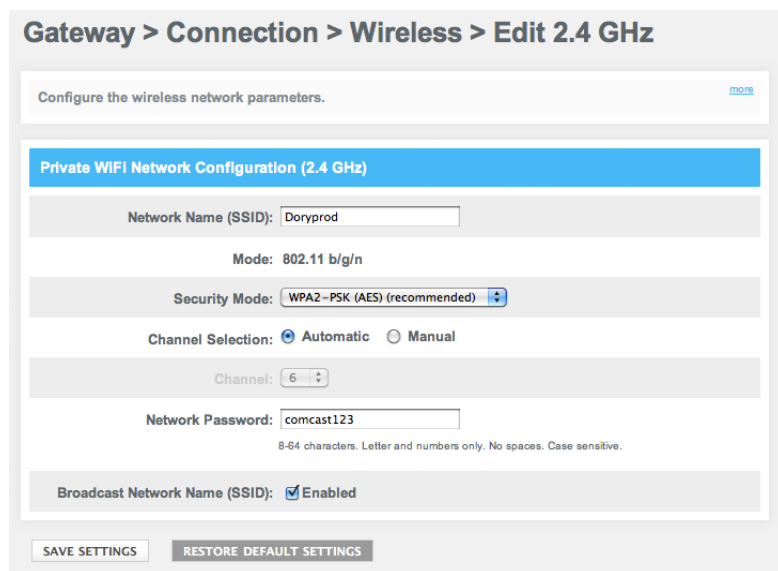 Gateway > Connection > Wireless > Edit 2.4 GHz
Configure the wireless network parameters. more
Private WiFi Network Configuration (2.4 GHz)
Network Name (SSID): Doryprod
Mode: 802.11 b/g/n
Security Mode: WPA2-PSK (AES) (recommended)
Channel Selection: Automatic Manual
Channel: 6
Network Password: comcast123
8-64 characters. Letter and numbers only. No spaces. Case sensitive.
Broadcast Network Name (SSID): Enabled
SAVE SETTINGS RESTORE DEFAULT SETTINGS